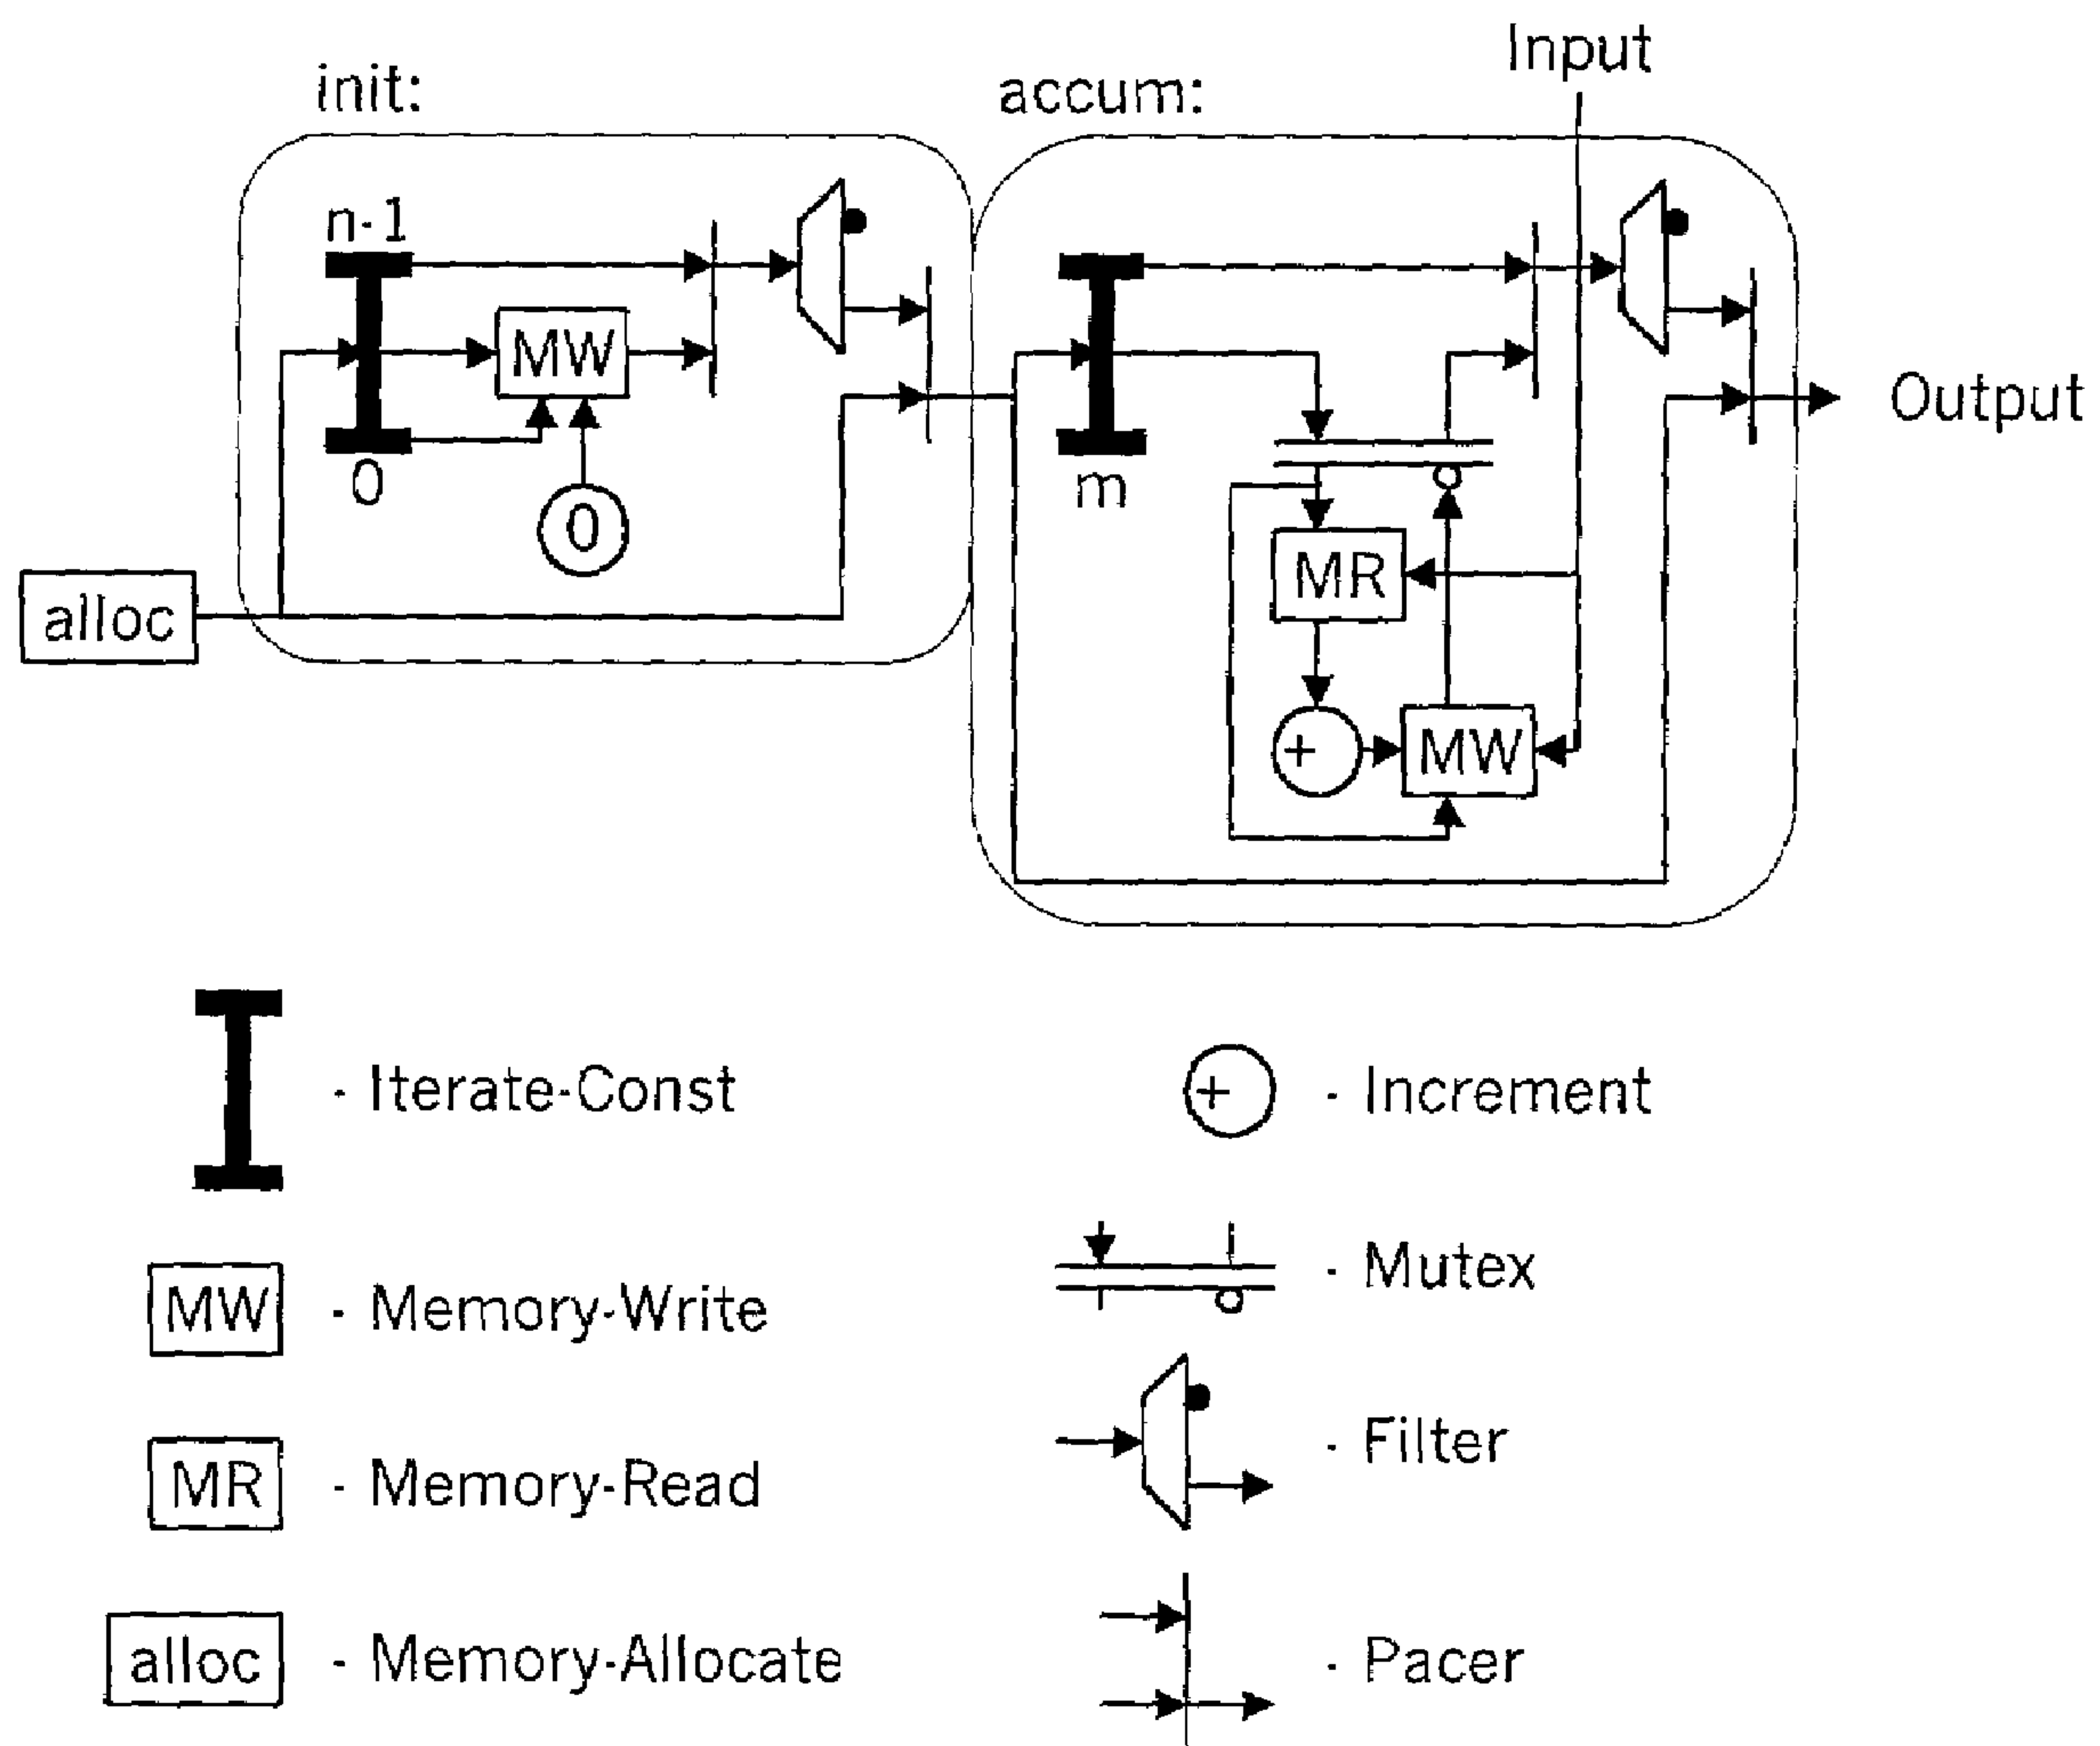 Input
init:
accum:
n-1
MW
0
0
m
MR
+
MW
alloc
Output
- Iterate-Const
+ - Increment
- Mutex
MW - Memory-Write
- Filter
MR - Memory-Read
alloc - Memory-Allocate
- Pacer